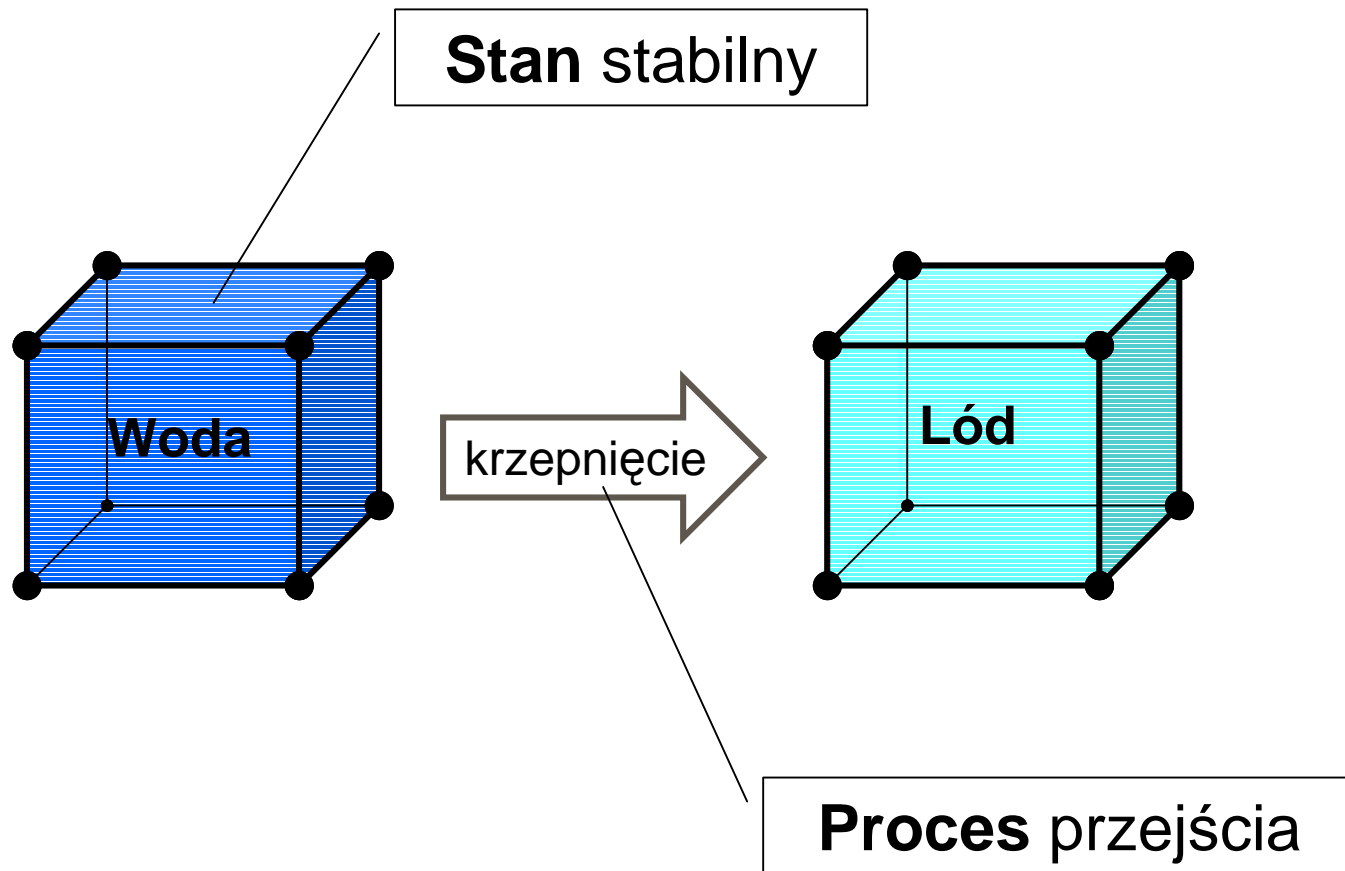 Stan stabilny
Woda
krzepnięcie
Lód
Proces przejścia